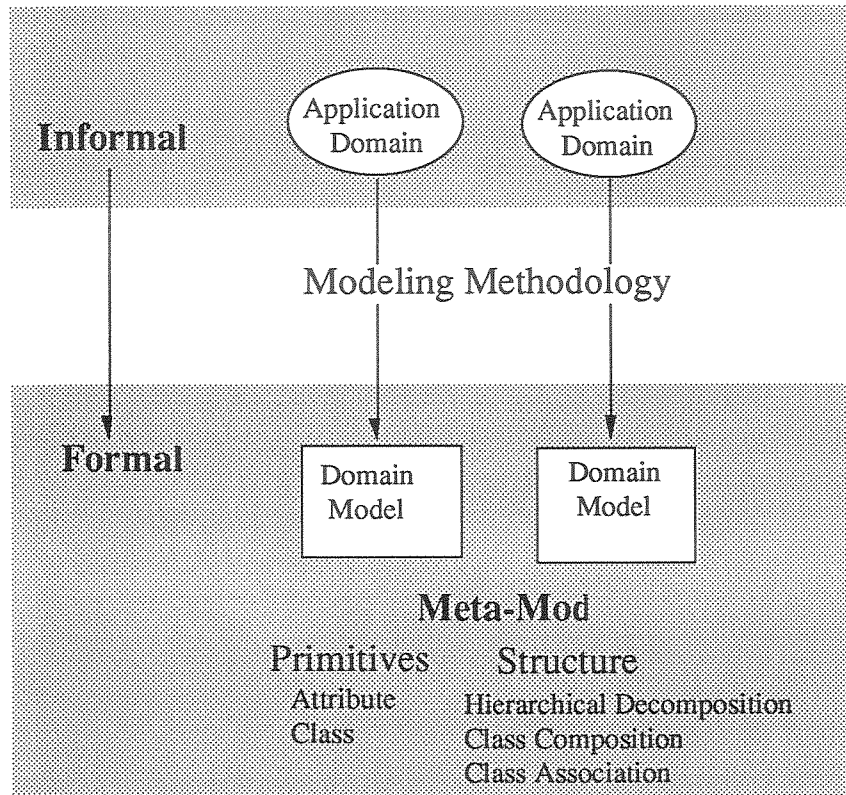 Application
Domain
Application
Domain
Informal
Modeling Methodology
Formal
Domain
Model
Domain
Model
Meta-Mod
Primitives
Attribute
Class
Structure
Hierarchical Decomposition
Class Composition
Class Association